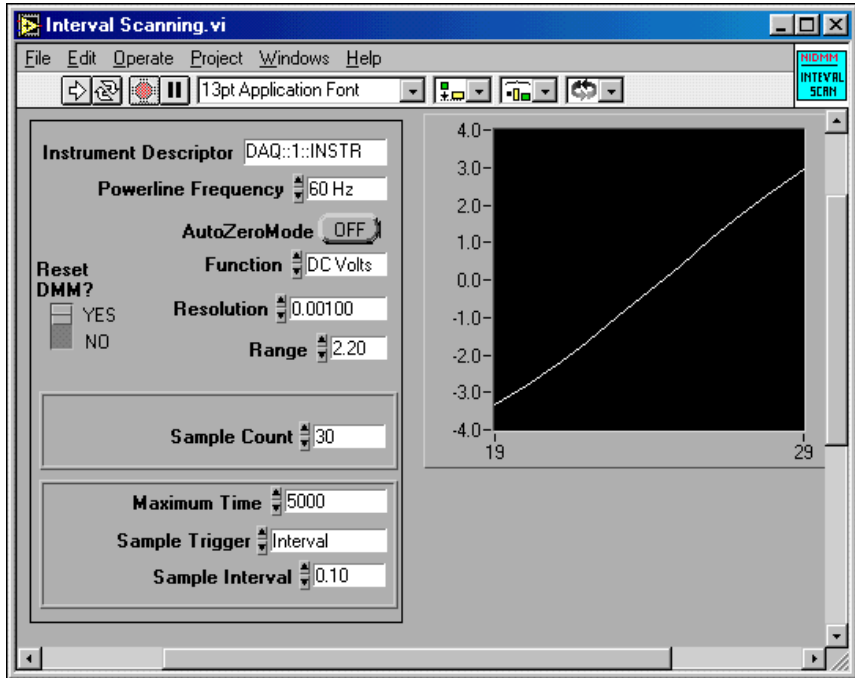 Interval Scanning.vi
File Edit Operate Project Windows Help
NIDMM
INTEVRL
SCAN
13pt Application Font
Instrument Descriptor DAQ::1::INSTR
Powerline Frequency 60 Hz
AutoZeroMode OFF
Function DC Volts
Reset
DMM?
YES
NO
Resolution 0.00100
Range 2.20
Sample Count 30
Maximum Time 5000
Sample Trigger Interval
Sample Interval 0.10
4.0
3.0
2.0
1.0
0.0
-1.0
-2.0
-3.0
-4.0
19 29